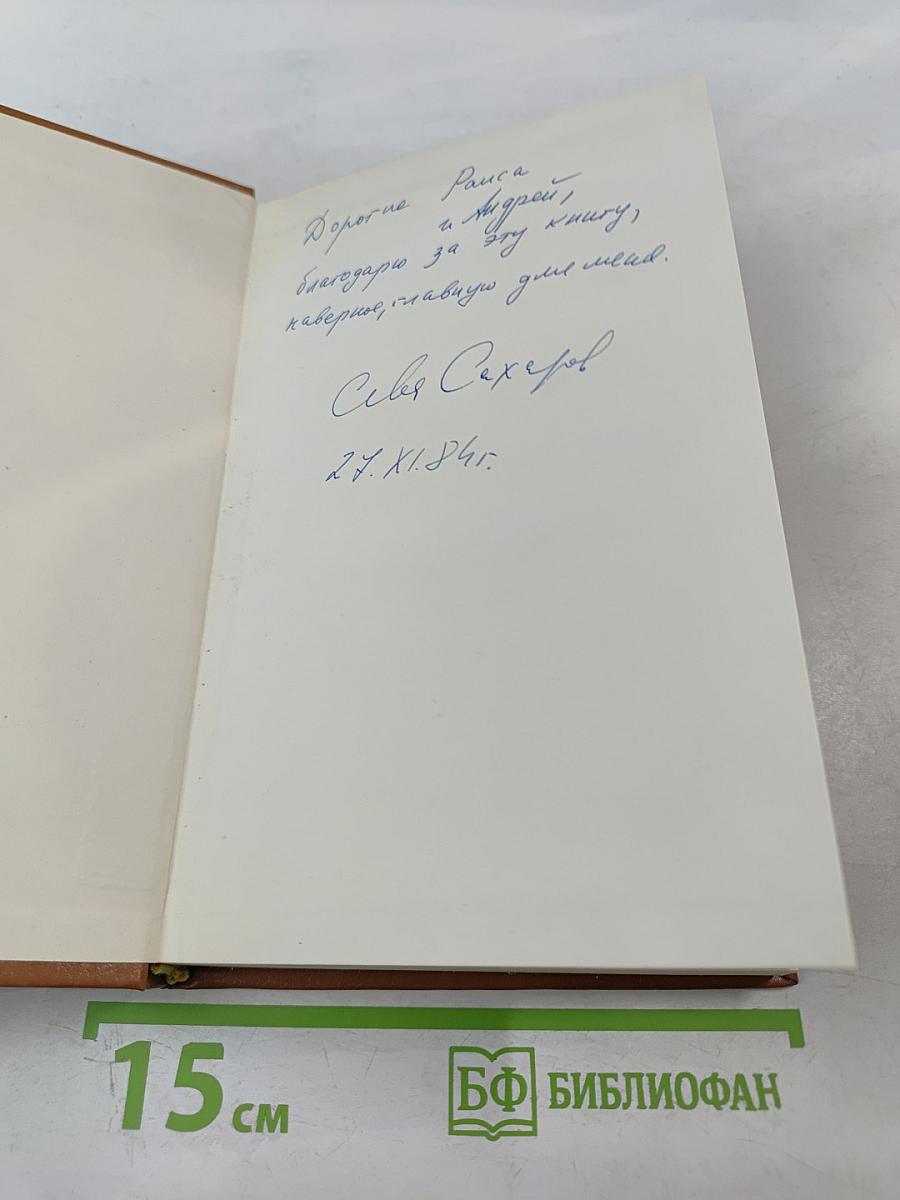 Дорогие Раиса
и Андрей,
благодарю за эту книгу,
наверное, главную для меня.
Сева Сахаров
27.XI.84г.
15 см
БФ БИБЛИОФАН